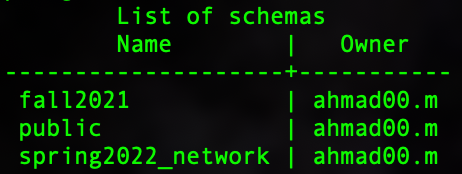 List of schemas
Name | Owner
---------------------+-----------
fall2021 | ahmad00.m
public | ahmad00.m
spring2022_network | ahmad00.m